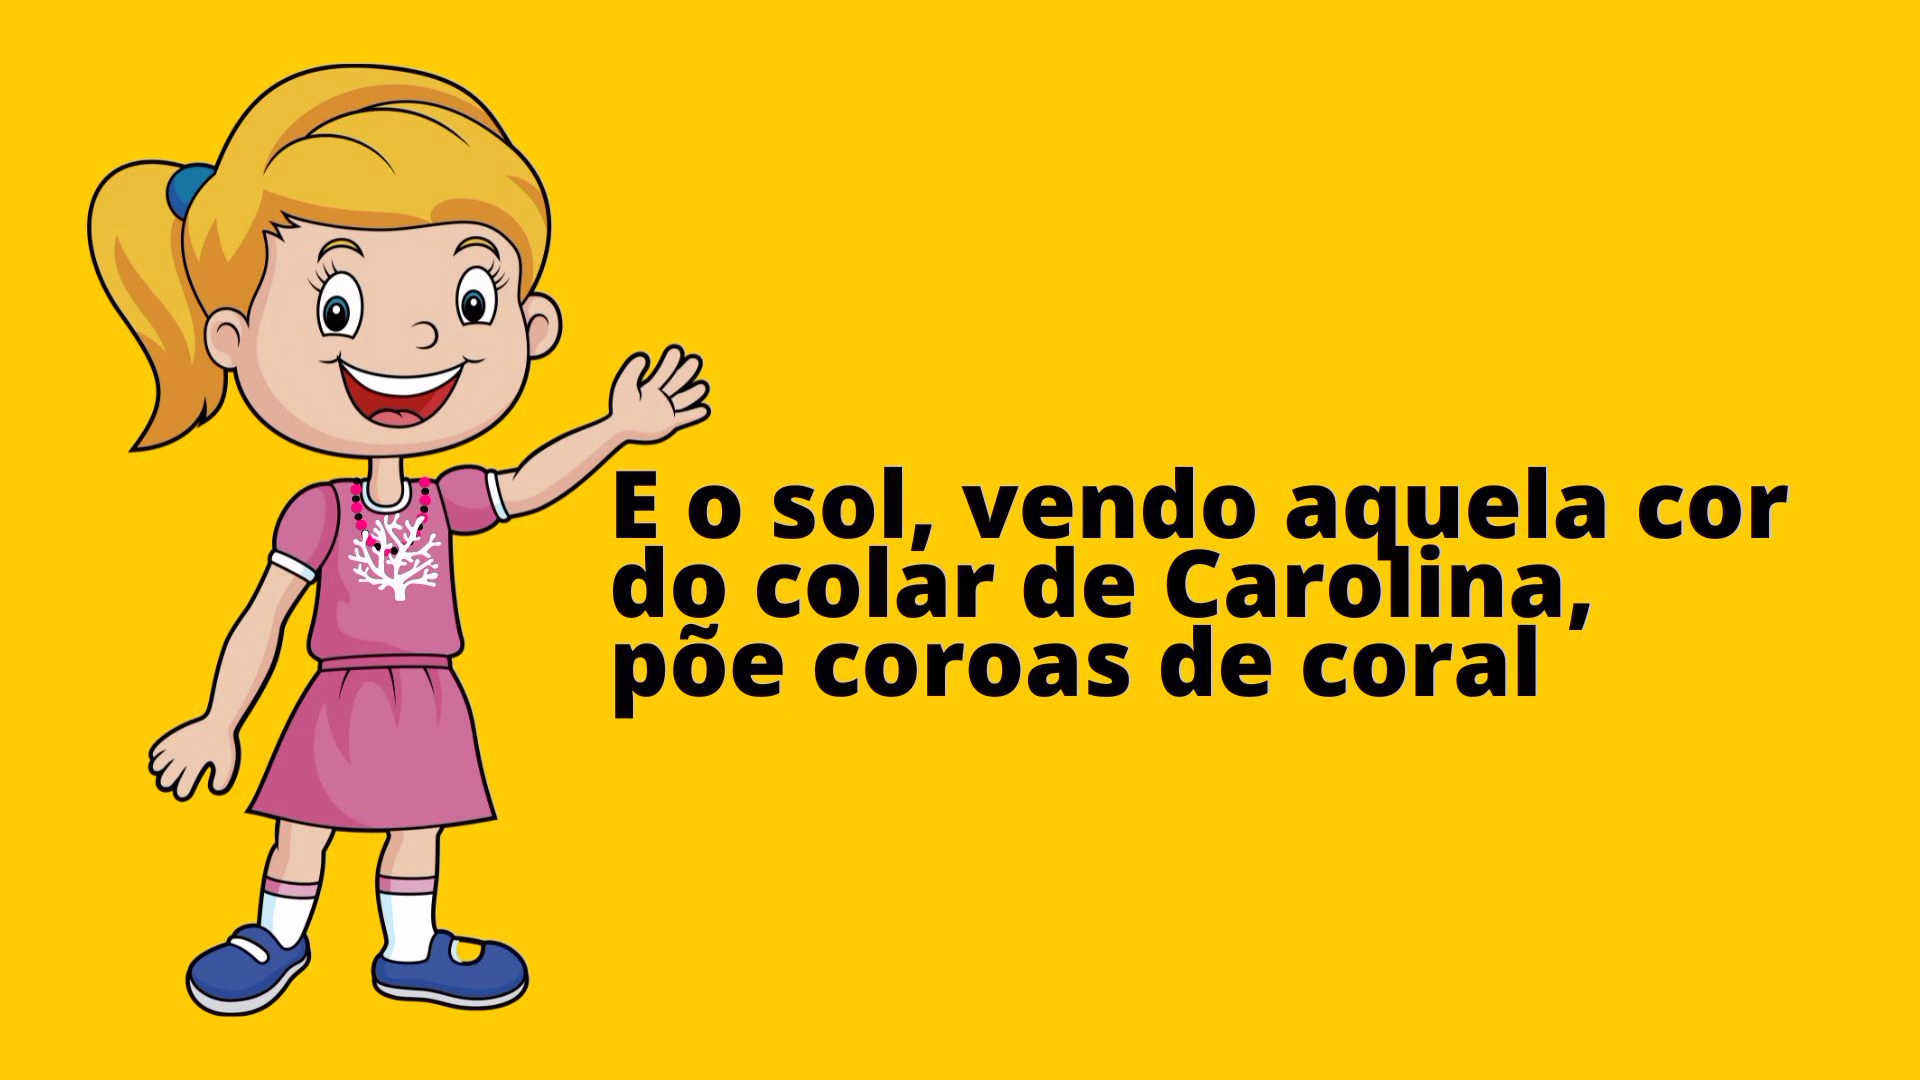 E o sol, vendo aquela cor
do colar de Carolina,
põe coroas de coral